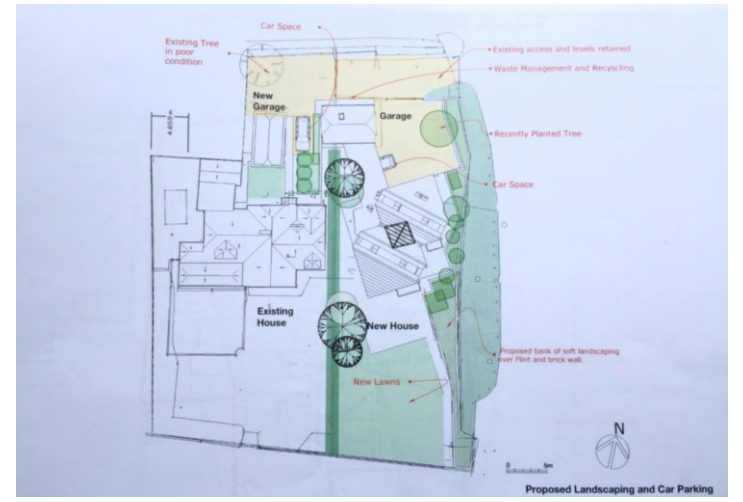 Car Space
Existing Tree
in poor
condition
Existing access and levels retained
Waste Management and Recyscling
New
Garage
Garage
Recently Planted Tree
Car Space
Existing
House
New House
Proposed bank of soft landscaping
over Flint and brick wall
New Lawns
N
0 5m
Proposed Landscaping and Car Parking